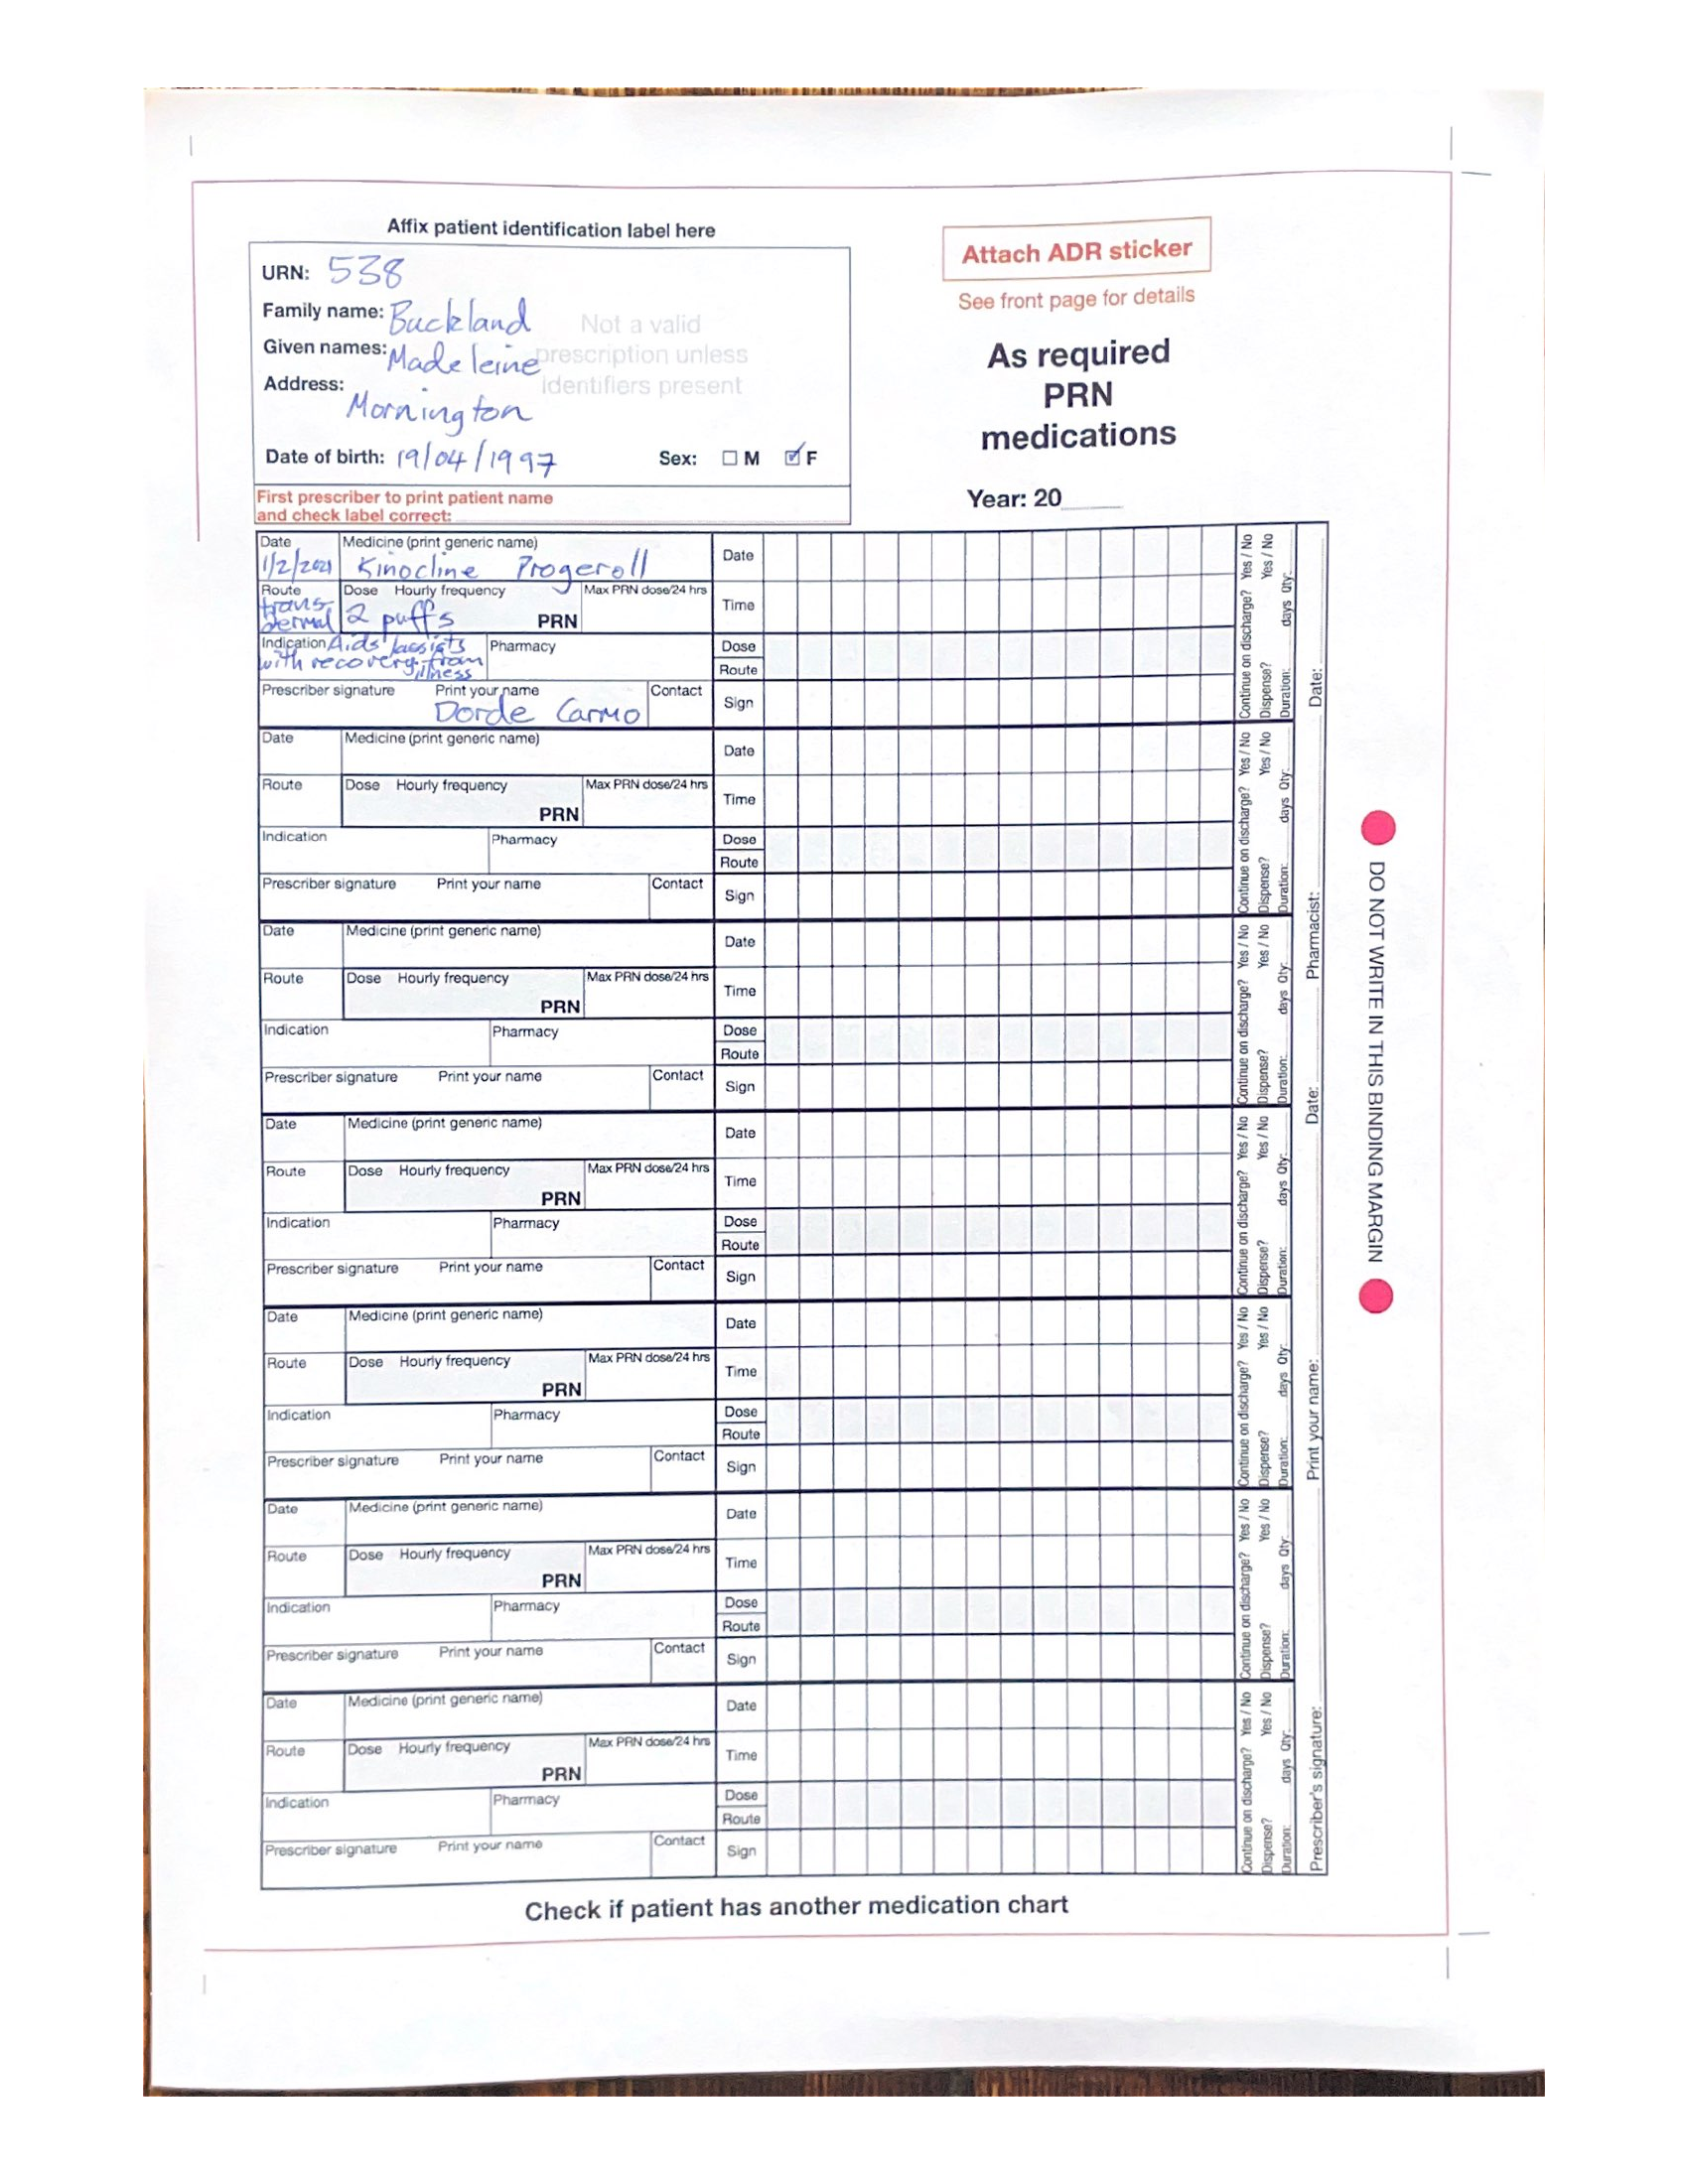 Affix patient identification label here
URN: 538
Family name: Buckland
Given names: Madeleine
Address: Mornington
Not a valid
prescription unless
identifiers present
Date of birth: 19/04/1997 Sex: M F
First prescriber to print patient name
and check label correct:
Attach ADR sticker
See front page for details
As required
PRN
medications
Year: 20
Date Medicine (print generic name) Date
1/2/2021 Kinocline Progeroll
Route Dose Hourly frequency Max PRN dose/24 hrs Time
trans dermal 2 puffs PRN
Indication Aids/assists with recovery from illness Pharmacy Dose
Route
Prescriber signature Print your name Contact Sign
Dorde Carmo
Continue on discharge? Yes / No
Dispense? Yes / No
Duration: days Qty:
Date Medicine (print generic name) Date
Route Dose Hourly frequency Max PRN dose/24 hrs Time
PRN
Indication Pharmacy Dose
Route
Prescriber signature Print your name Contact Sign
Continue on discharge? Yes / No
Dispense? Yes / No
Duration: days Qty:
Date Medicine (print generic name) Date
Route Dose Hourly frequency Max PRN dose/24 hrs Time
PRN
Indication Pharmacy Dose
Route
Prescriber signature Print your name Contact Sign
Continue on discharge? Yes / No
Dispense? Yes / No
Duration: days Qty:
Date Medicine (print generic name) Date
Route Dose Hourly frequency Max PRN dose/24 hrs Time
PRN
Indication Pharmacy Dose
Route
Prescriber signature Print your name Contact Sign
Continue on discharge? Yes / No
Dispense? Yes / No
Duration: days Qty:
Date Medicine (print generic name) Date
Route Dose Hourly frequency Max PRN dose/24 hrs Time
PRN
Indication Pharmacy Dose
Route
Prescriber signature Print your name Contact Sign
Continue on discharge? Yes / No
Dispense? Yes / No
Duration: days Qty:
Date Medicine (print generic name) Date
Route Dose Hourly frequency Max PRN dose/24 hrs Time
PRN
Indication Pharmacy Dose
Route
Prescriber signature Print your name Contact Sign
Continue on discharge? Yes / No
Dispense? Yes / No
Duration: days Qty:
Date Medicine (print generic name) Date
Route Dose Hourly frequency Max PRN dose/24 hrs Time
PRN
Indication Pharmacy Dose
Route
Prescriber signature Print your name Contact Sign
Continue on discharge? Yes / No
Dispense? Yes / No
Duration: days Qty:
Prescriber's signature: Print your name: Date: Pharmacist: Date:
DO NOT WRITE IN THIS BINDING MARGIN
Check if patient has another medication chart